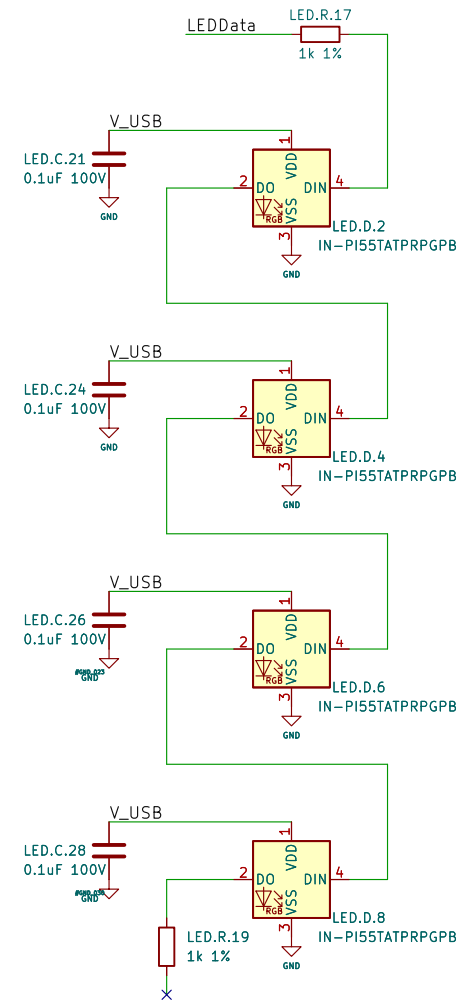 LED.R.17
LEDData
1k 1%
V_USB
1
LED.C.21
0.1uF 100V
VDD
2
DO
DIN
4
GND
RGB
VSS
3
LED.D.2
IN-PI55TATPRPGPB
GND
V_USB
1
LED.C.24
0.1uF 100V
VDD
2
DO
DIN
4
GND
RGB
VSS
3
LED.D.4
IN-PI55TATPRPGPB
GND
V_USB
1
LED.C.26
0.1uF 100V
VDD
2
DO
DIN
4
#GND.023
GND
RGB
VSS
3
LED.D.6
IN-PI55TATPRPGPB
GND
V_USB
1
LED.C.28
0.1uF 100V
VDD
2
DO
DIN
4
GND
RGB
VSS
3
LED.D.8
IN-PI55TATPRPGPB
LED.R.19
1k 1%
GND